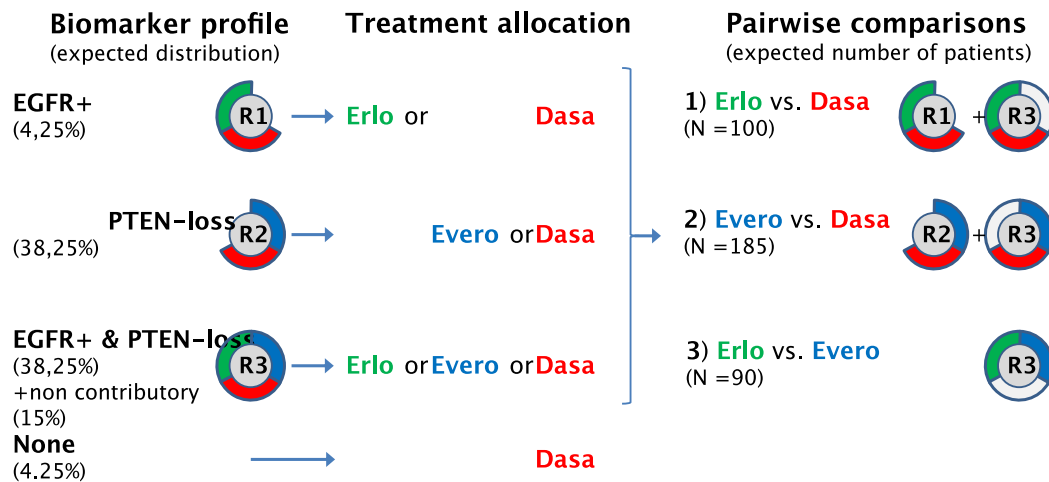 Biomarker profile
(expected distribution)
Treatment allocation
Pairwise comparisons
(expected number of patients)
EGFR+
(4,25%)
R1
Erlo or Dasa
1) Erlo vs. Dasa
(N =100)
R1 + R3
PTEN-loss
(38,25%)
R2
Evero or Dasa
2) Evero vs. Dasa
(N =185)
R2 + R3
EGFR+ & PTEN-loss
(38,25%)
+non contributory
(15%)
R3
Erlo or Evero or Dasa
3) Erlo vs. Evero
(N =90)
R3
None
(4.25%)
Dasa